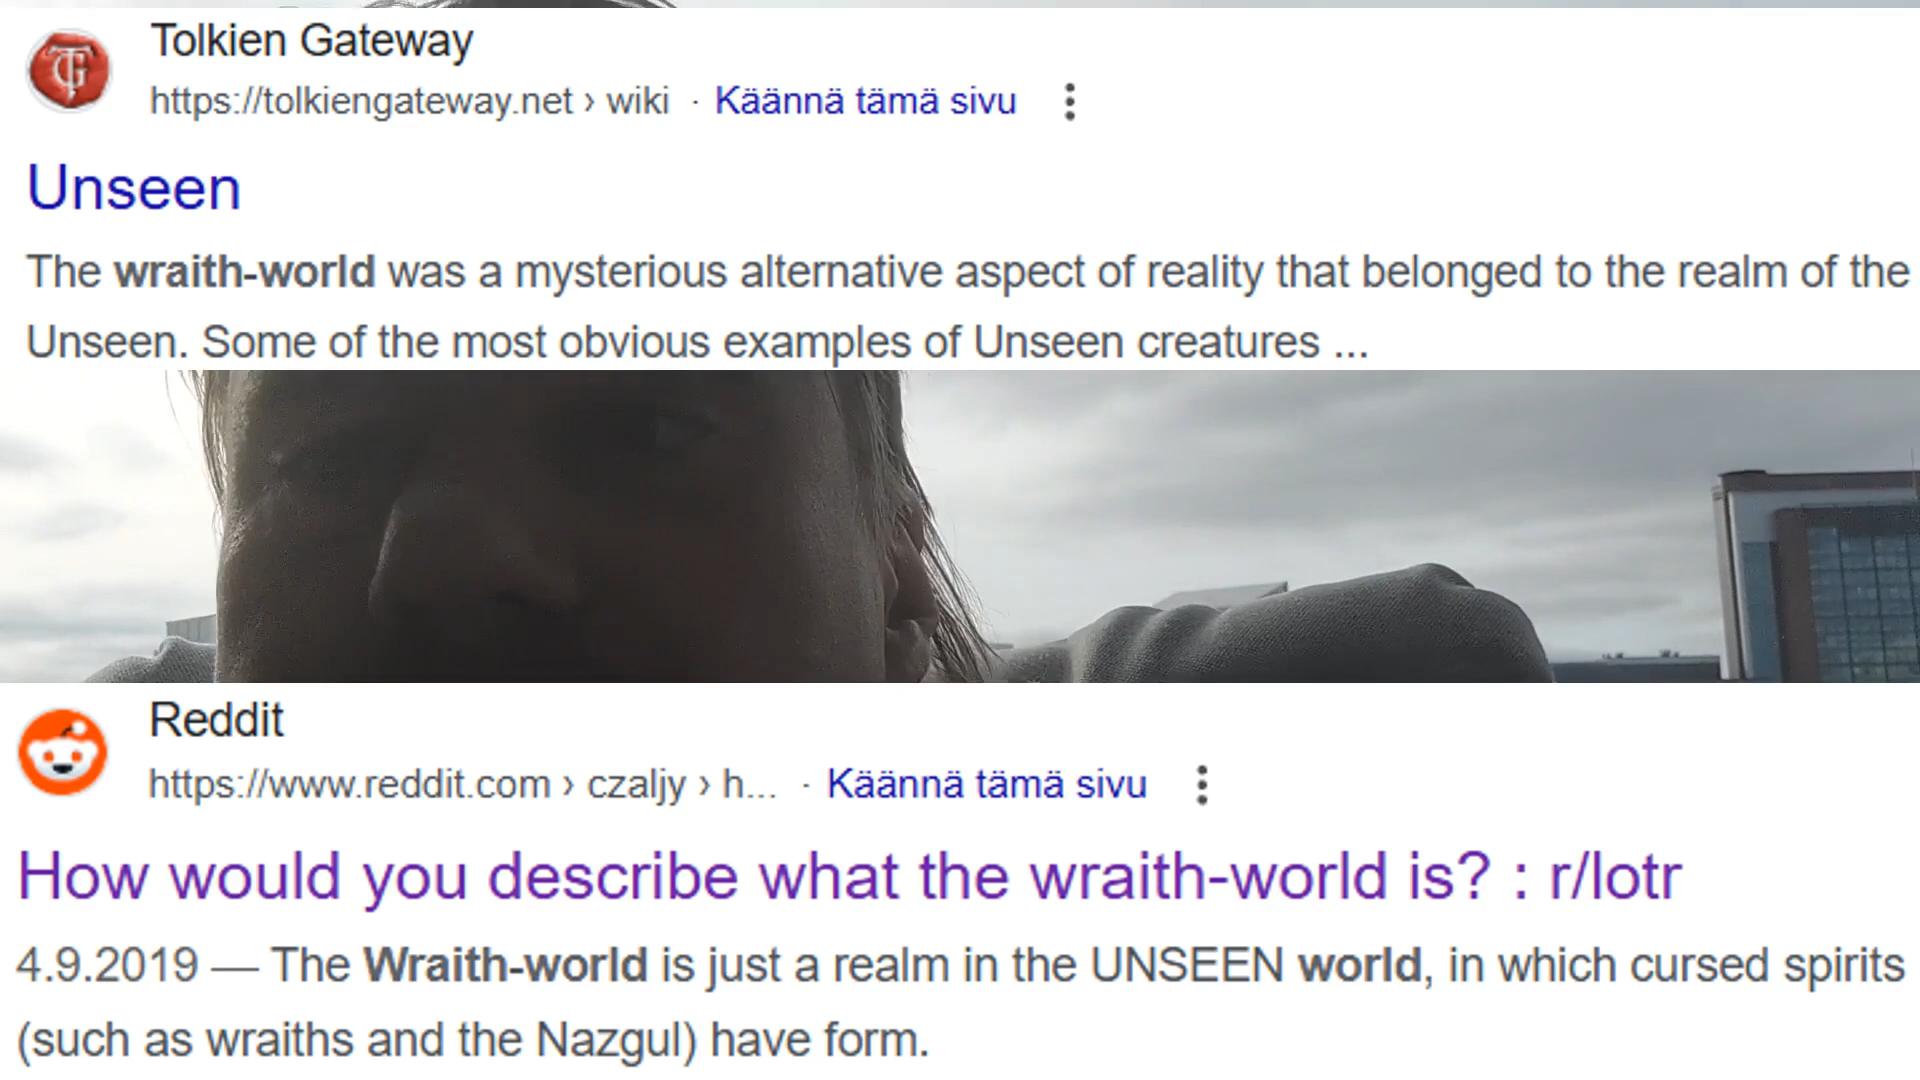 Tolkien Gateway
https://tolkiengateway.net › wiki · Käännä tämä sivu
Unseen
The wraith-world was a mysterious alternative aspect of reality that belonged to the realm of the
Unseen. Some of the most obvious examples of Unseen creatures ...
Reddit
https://www.reddit.com › czaljy › h... · Käännä tämä sivu
How would you describe what the wraith-world is? : r/lotr
4.9.2019 — The Wraith-world is just a realm in the UNSEEN world, in which cursed spirits
(such as wraiths and the Nazgul) have form.